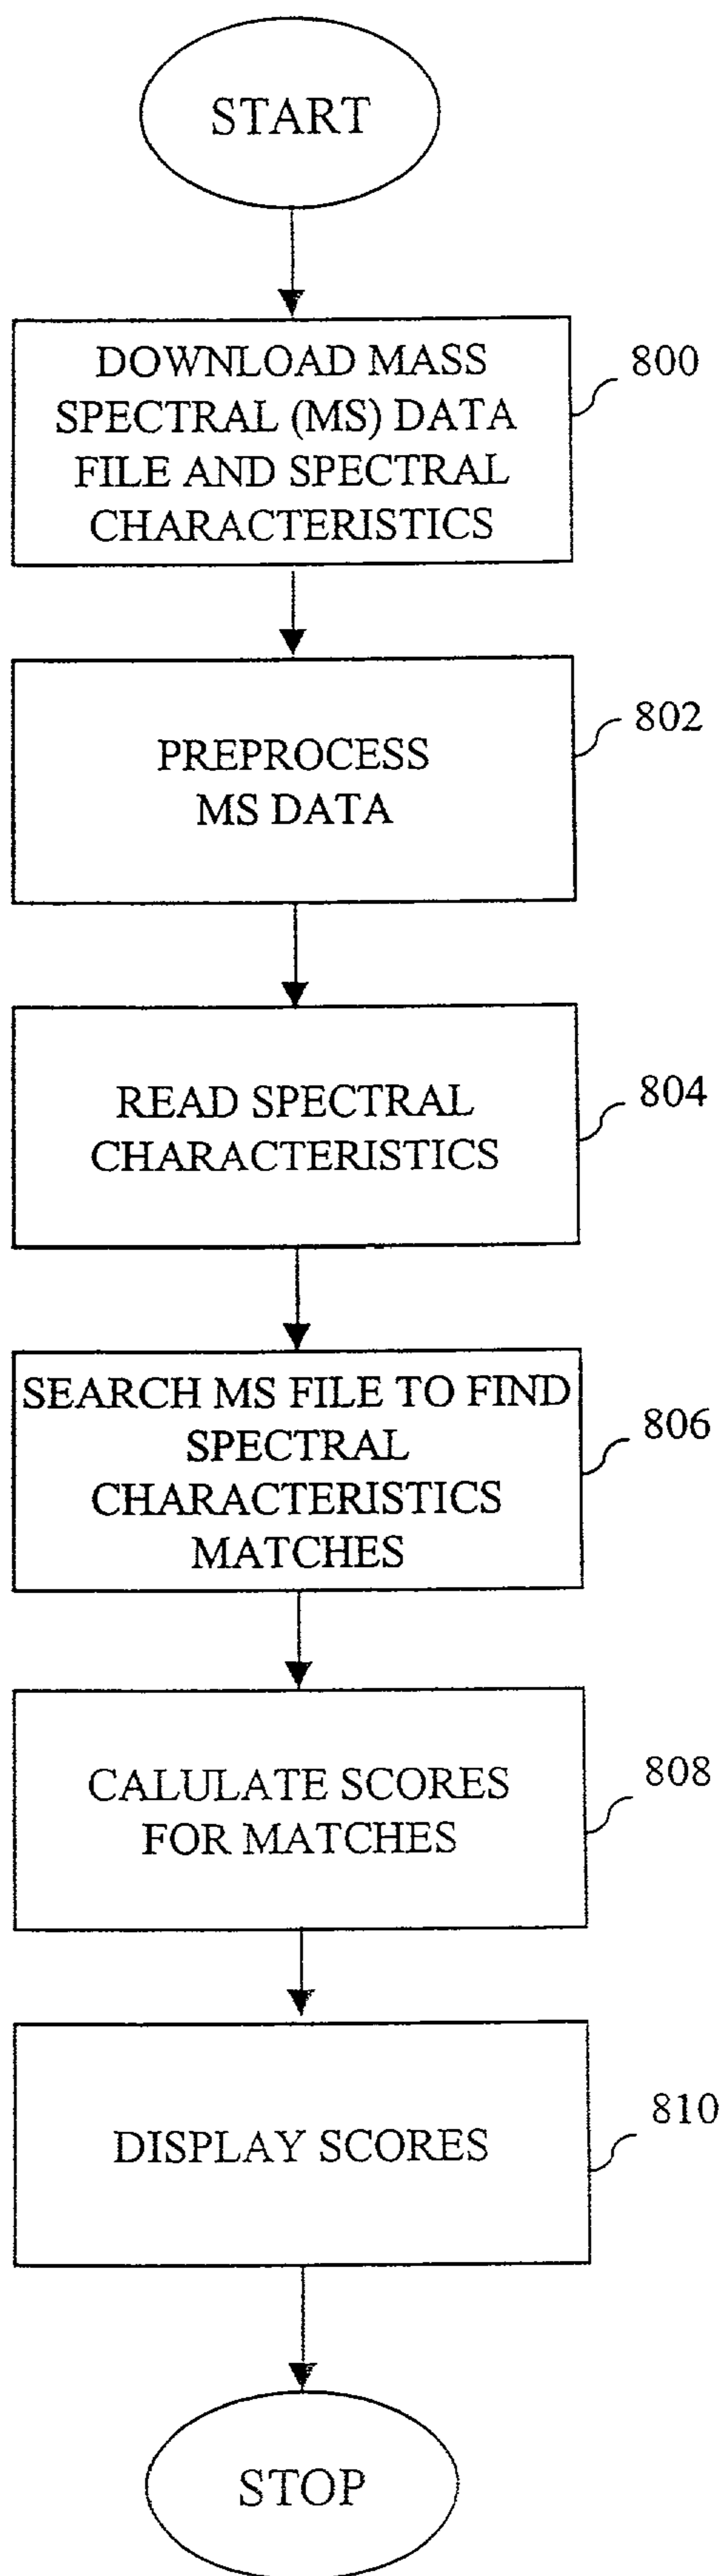 START
DOWNLOAD MASS
SPECTRAL (MS) DATA
FILE AND SPECTRAL
CHARACTERISTICS
800
PREPROCESS
MS DATA
802
READ SPECTRAL
CHARACTERISTICS
804
SEARCH MS FILE TO FIND
SPECTRAL
CHARACTERISTICS
MATCHES
806
CALULATE SCORES
FOR MATCHES
808
DISPLAY SCORES
810
STOP